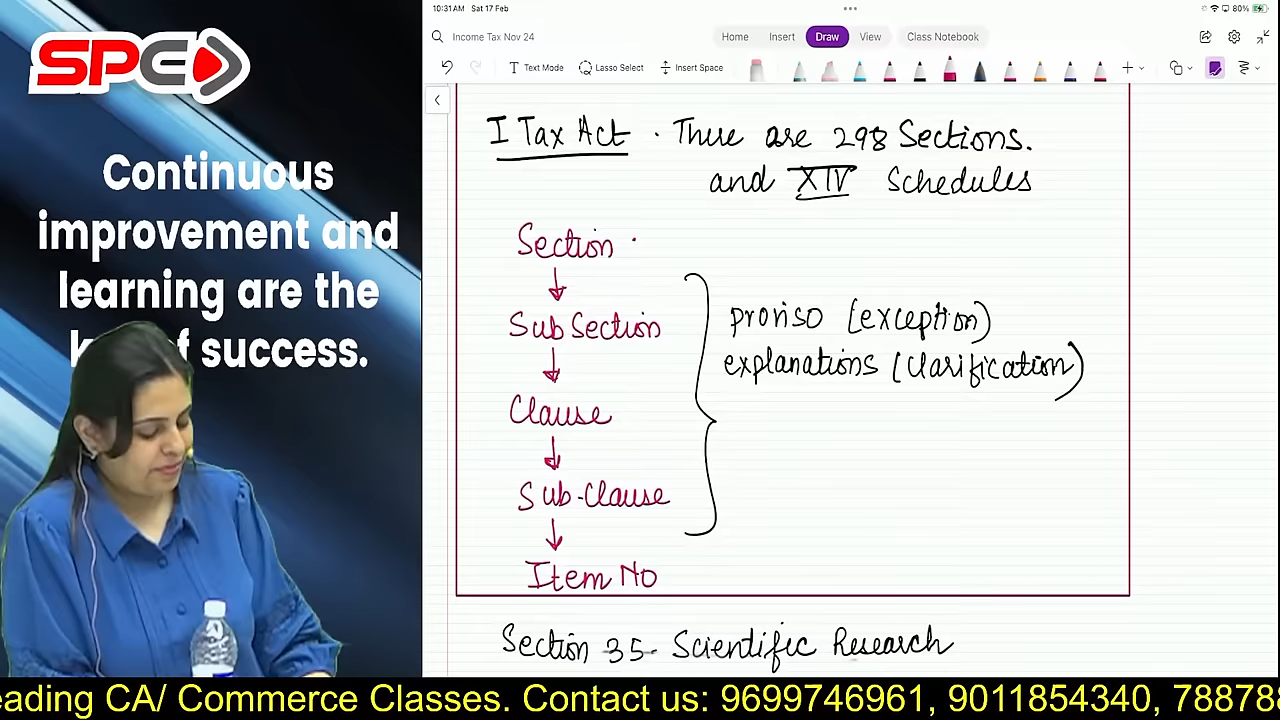 10:31 AM Sat 17 Feb
80%
SPE
Continuous
improvement and
learning are the
of success.
Income Tax Nov 24
Home Insert Draw View Class Notebook
Text Mode Lasso Select Insert Space
I Tax Act . There are 298 Sections.
and XIV Schedules
Section
Sub Section
Clause
Sub-Clause
Item No
proviso (exception)
explanations (clarification)
Section 35- Scientific Research
eading CA/ Commerce Classes. Contact us: 9699746961, 9011854340, 78878